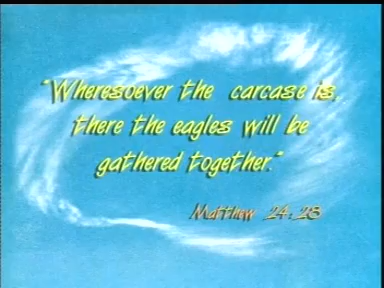 "Wheresoever the carcase is,
there the eagles will be
gathered together."
Matthew 24:28